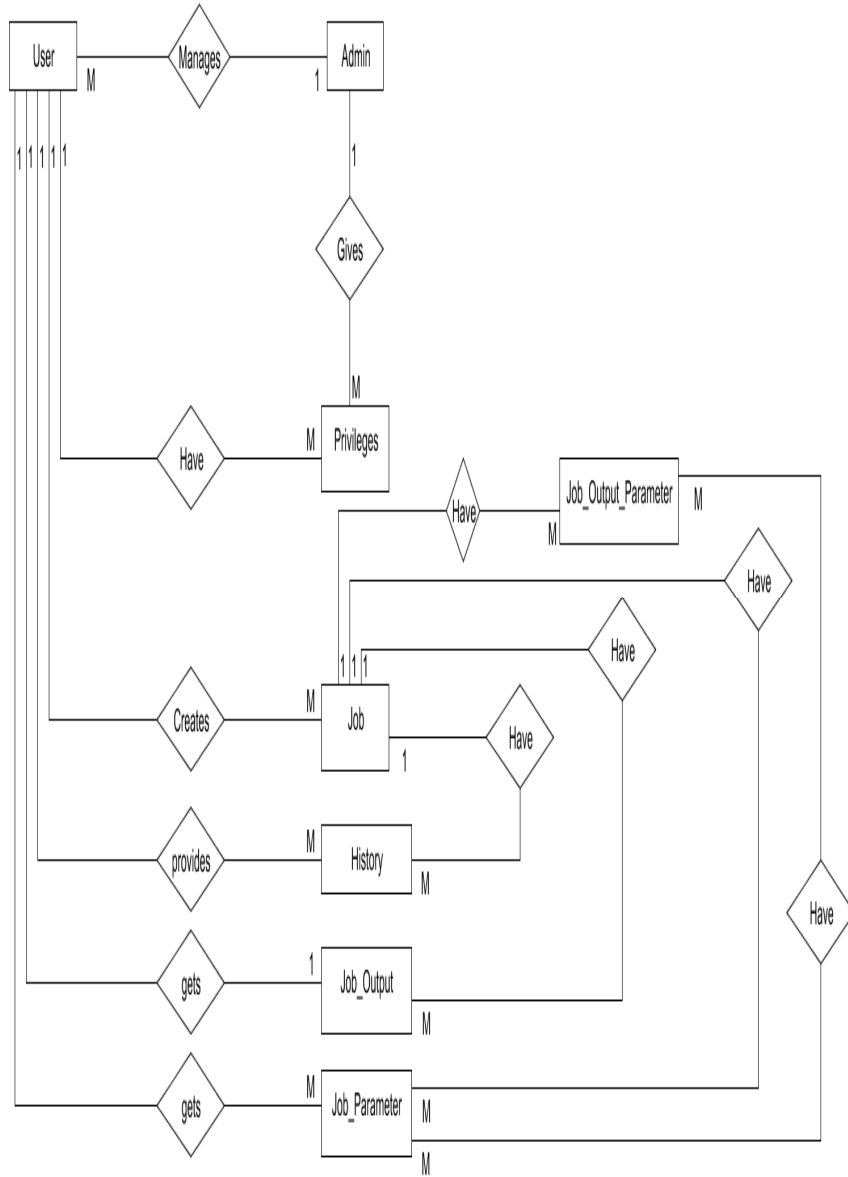 User
Manages
Admin
M
1
1
1
1
1
1
1
Gives
M
Have
M
Privileges
Have
M
Job_Output_Parameter
M
Have
Have
1
1
1
Creates
M
Job
1
Have
provides
M
History
M
Have
gets
1
Job_Output
M
gets
M
Job_Parameter
M
M